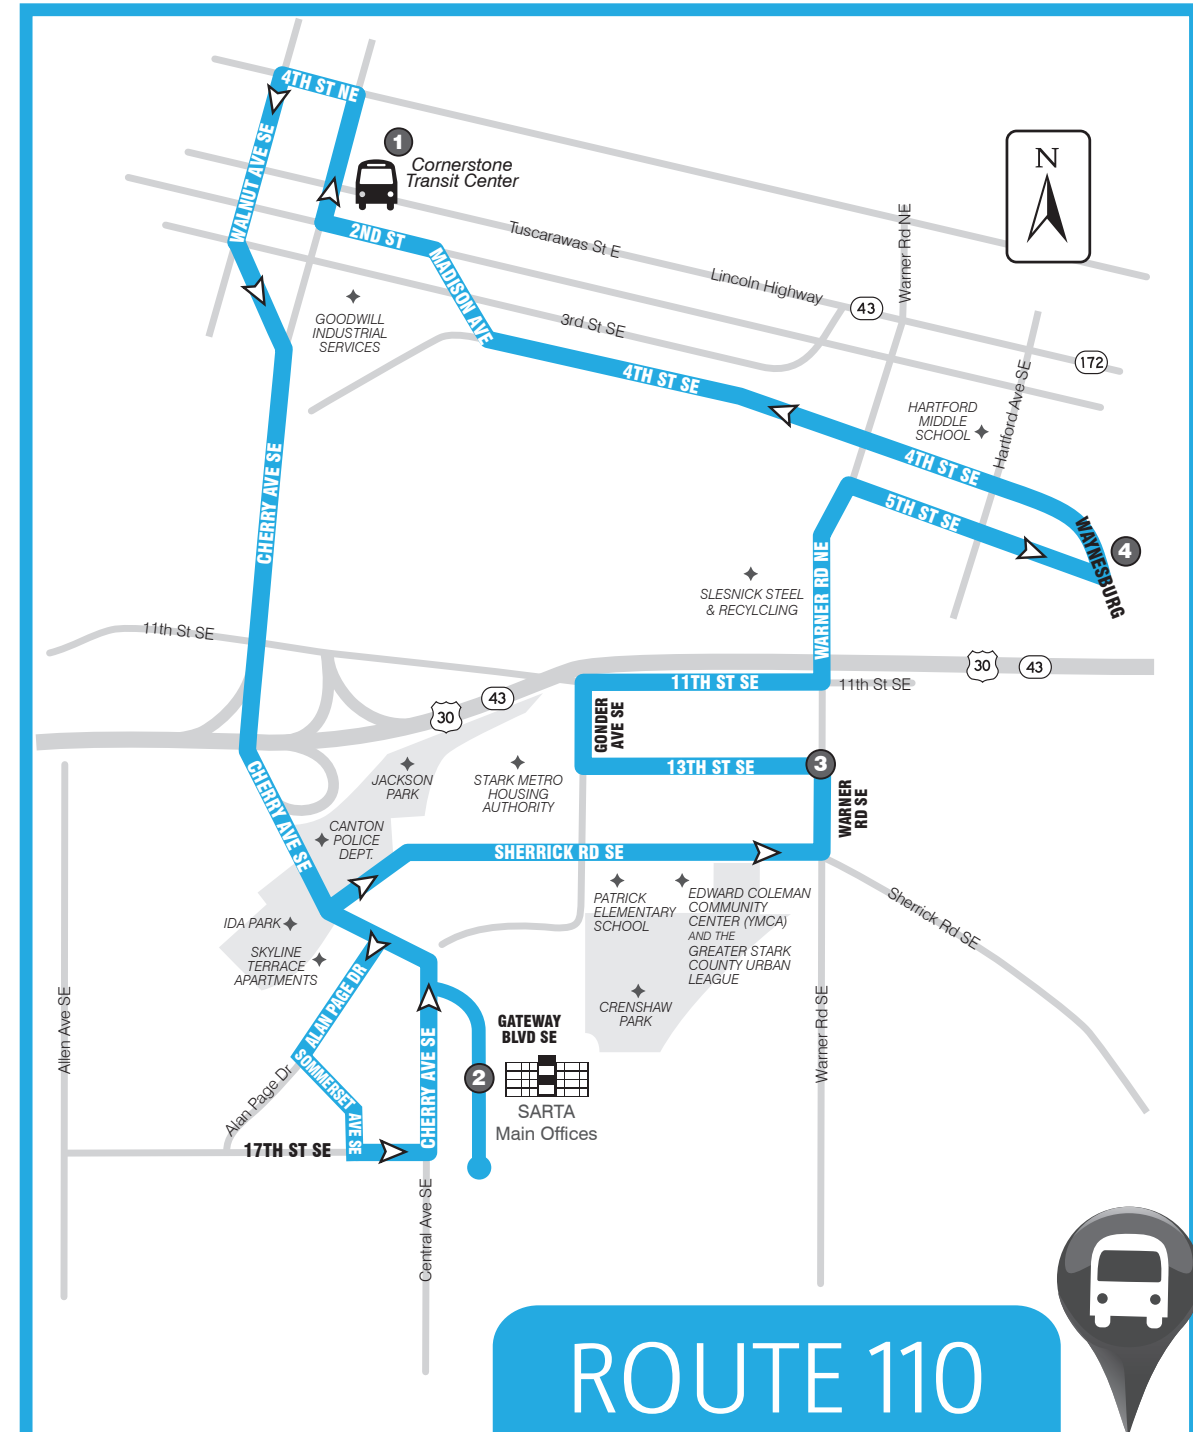 4TH ST NE
1
Cornerstone
Transit Center
N
WALNUT AVE SE
2ND ST
MADISON AVE
Tuscarawas St E
Lincoln Highway
Warner Rd NE
43
3rd St SE
172
GOODWILL
INDUSTRIAL
SERVICES
4TH ST SE
HARTFORD
MIDDLE
SCHOOL
Hartford Ave SE
4TH ST SE
CHERRY AVE SE
5TH ST SE
WAYNESBURG
4
SLESNICK STEEL
& RECYLCLING
WARNER RD NE
11th St SE
30
43
11TH ST SE
11th St SE
43
30
GONDER
AVE SE
13TH ST SE
3
JACKSON
PARK
STARK METRO
HOUSING
AUTHORITY
WARNER
RD SE
CHERRY AVE SE
CANTON
POLICE
DEPT.
SHERRICK RD SE
PATRICK
ELEMENTARY
SCHOOL
EDWARD COLEMAN
COMMUNITY
CENTER (YMCA)
AND THE
GREATER STARK
COUNTY URBAN
LEAGUE
Sherrick Rd SE
IDA PARK
SKYLINE
TERRACE
APARTMENTS
CRENSHAW
PARK
ALAN PAGE DR
Allen Ave SE
GATEWAY
BLVD SE
Warner Rd SE
2
SOMMERSET
AVE SE
CHERRY AVE SE
Alan Page Dr
SARTA
Main Offices
17TH ST SE
Central Ave SE
ROUTE 110